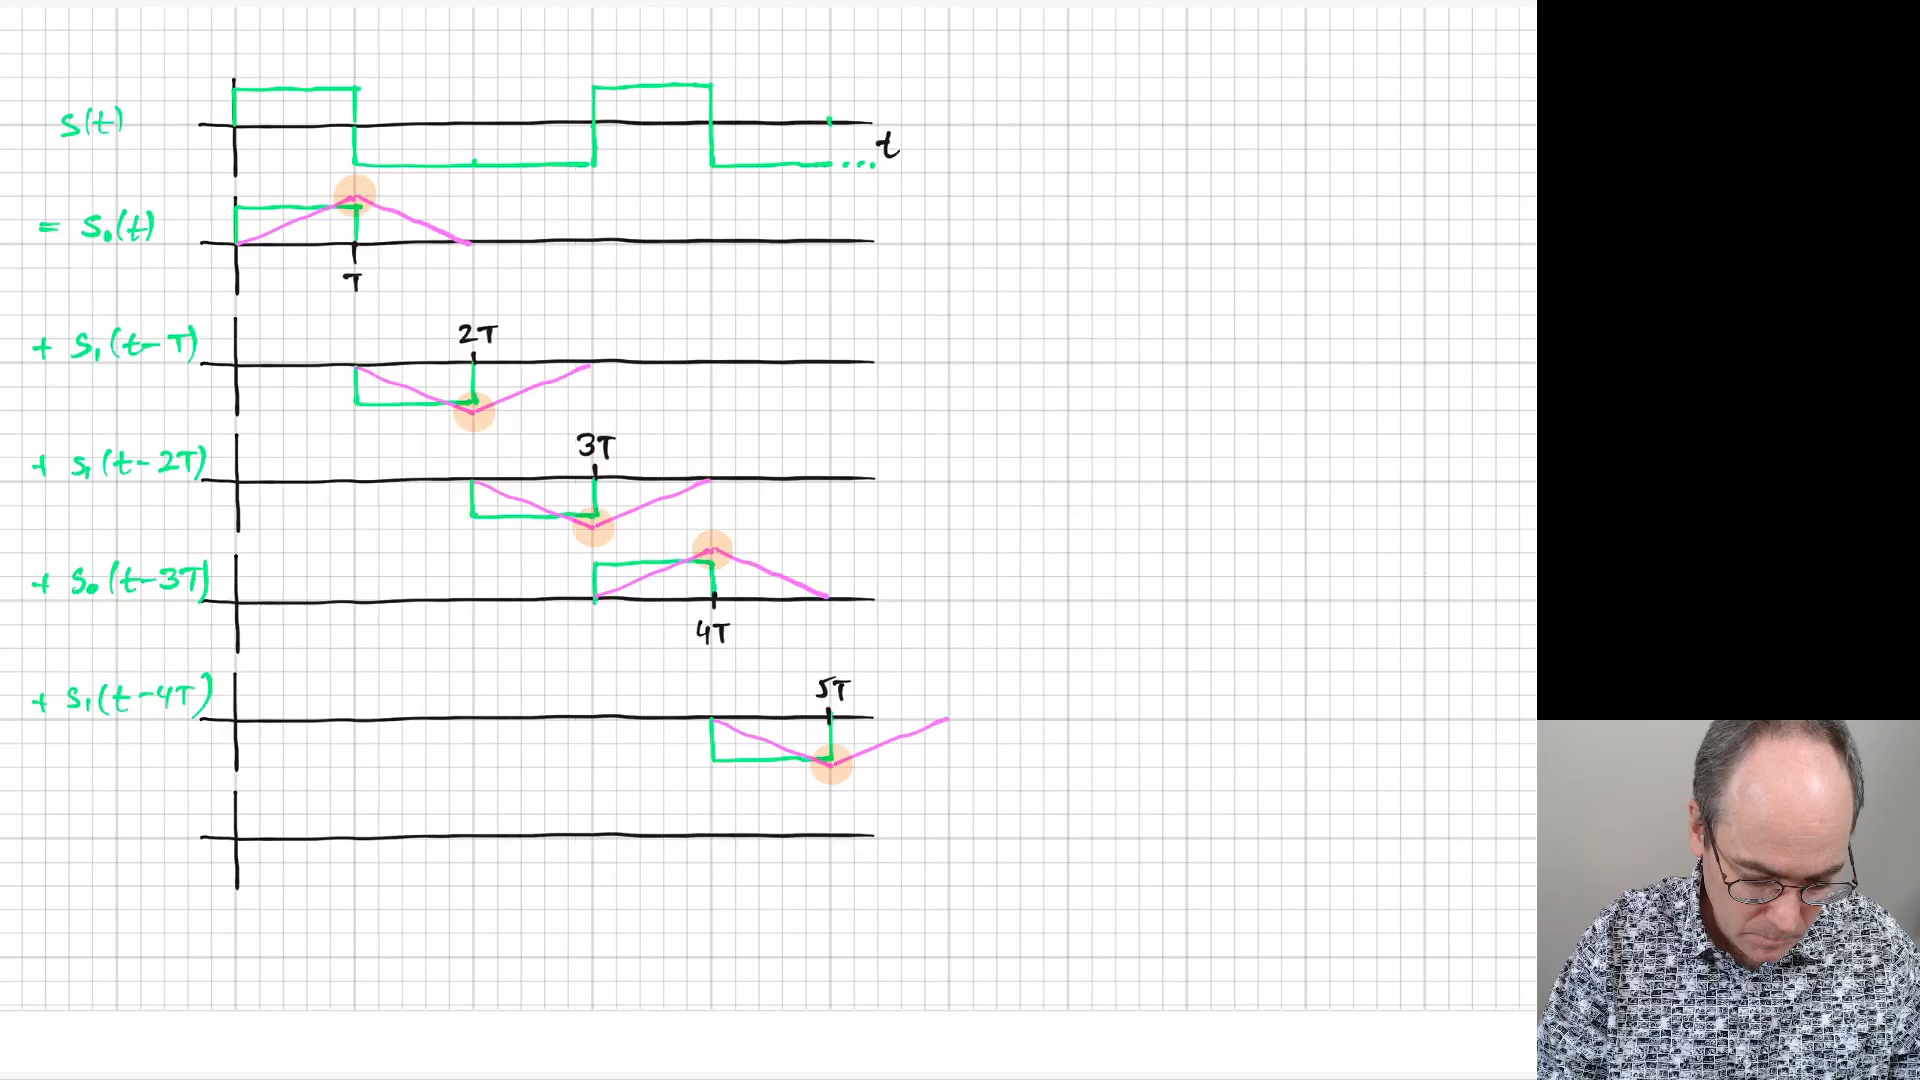 s(t)
t
= s₀(t)
T
+ s₁(t-T)
2T
+ s₁(t-2T)
3T
+ s₀(t-3T)
4T
+ s₁(t-4T)
5T